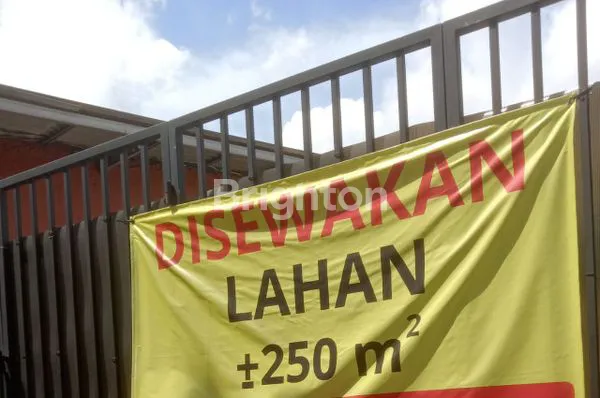 DISEWAKAN
Brighton
LAHAN
±250 m²